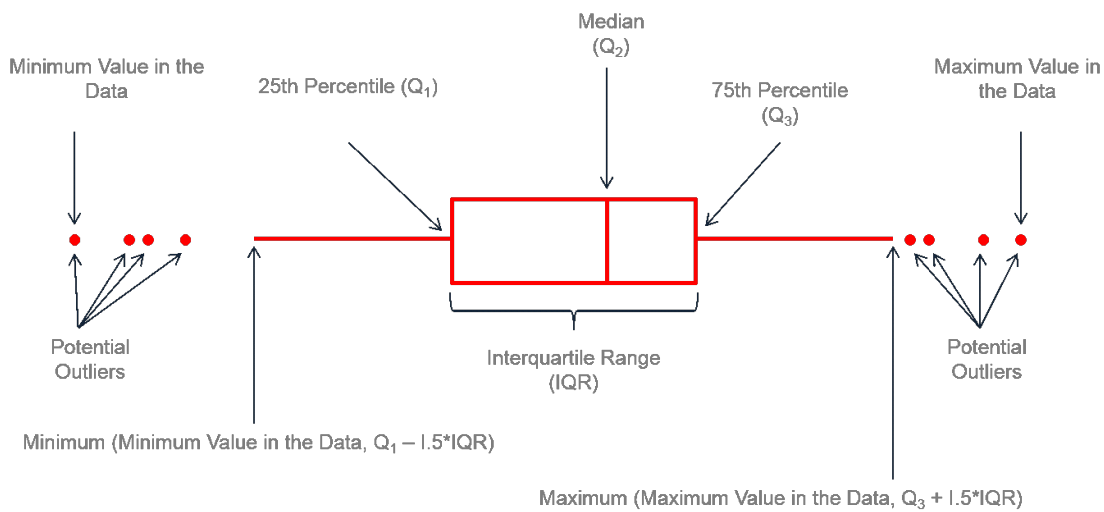 Median
(Q₂)
Minimum Value in the
Data
25th Percentile (Q₁)
75th Percentile
(Q₃)
Maximum Value in
the Data
Potential
Outliers
Interquartile Range
(IQR)
Potential
Outliers
Minimum (Minimum Value in the Data, Q₁ – I.5*IQR)
Maximum (Maximum Value in the Data, Q₃ + I.5*IQR)